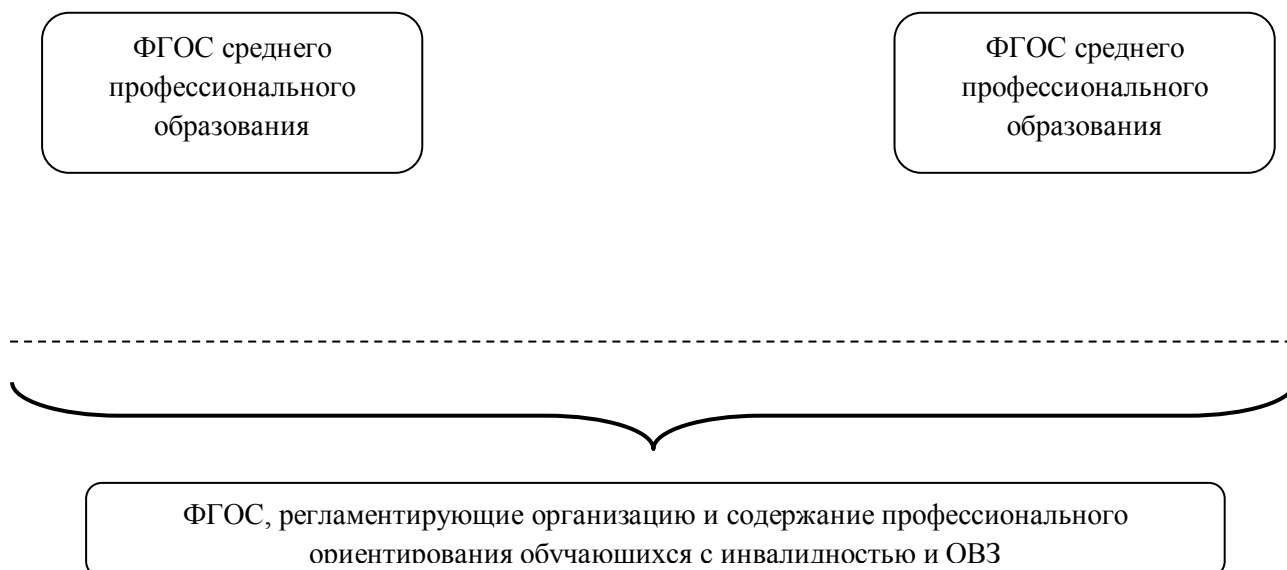 ФГОС среднего
профессионального
образования
ФГОС среднего
профессионального
образования
ФГОС, регламентирующие организацию и содержание профессионального
ориентирования обучающихся с инвалидностью и ОВЗ